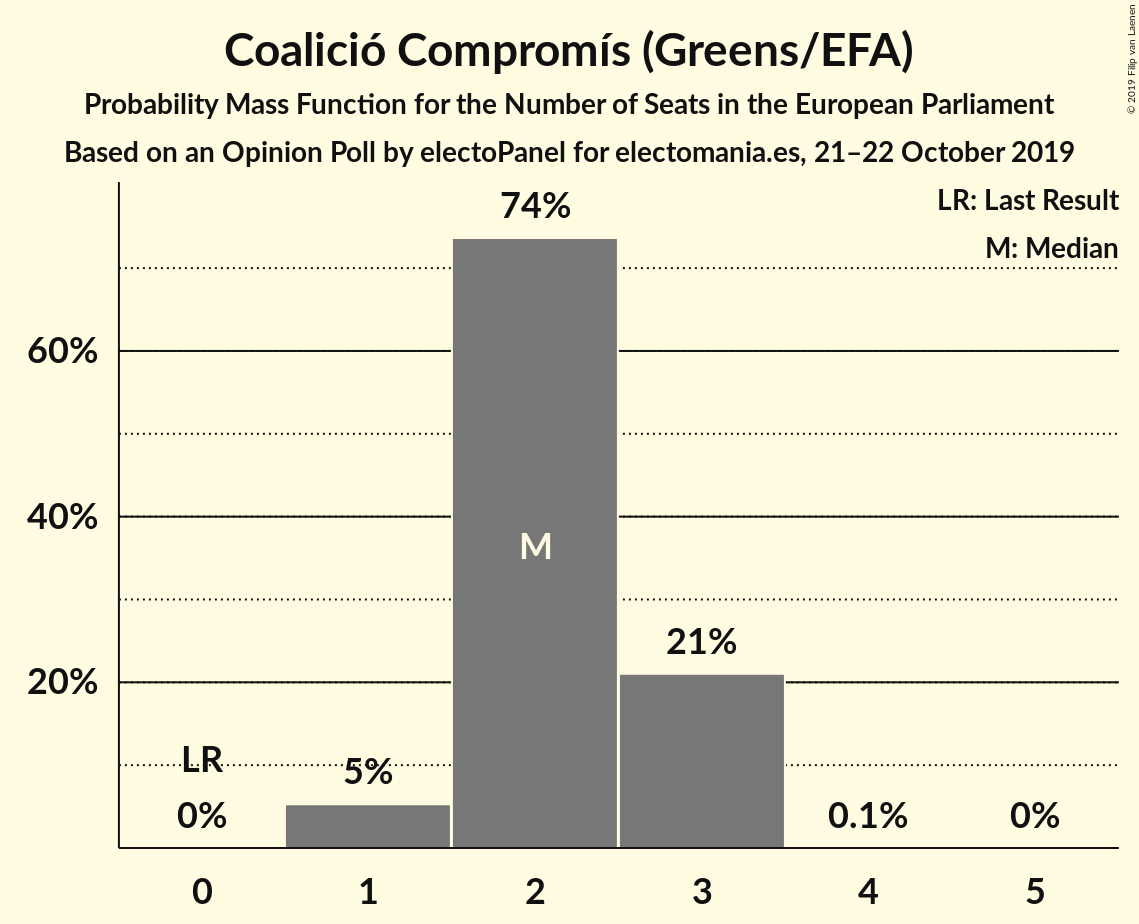 Coalició Compromís (Greens/EFA)
Probability Mass Function for the Number of Seats in the European Parliament
Based on an Opinion Poll by electoPanel for electomania.es, 21–22 October 2019
© 2019 Filip van Laenen
LR: Last Result
M: Median
74%
60%
40%
M
21%
20%
LR
5%
0%
0.1%
0%
0 1 2 3 4 5